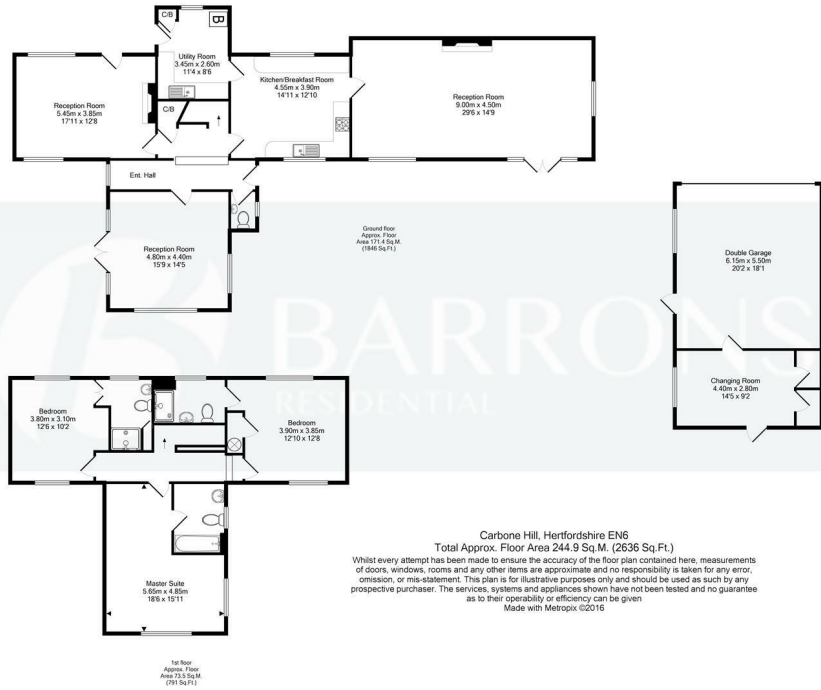 C/B
B
Utility Room
3.45m x 2.60m
11'4 x 8'6
Kitchen/Breakfast Room
4.55m x 3.90m
14'11 x 12'10
Reception Room
9.00m x 4.50m
29'6 x 14'9
Reception Room
5.45m x 3.85m
17'11 x 12'8
C/B
Ent. Hall
Reception Room
4.80m x 4.40m
15'9 x 14'5
Ground floor
Approx. Floor
Area 171.4 Sq.M.
(1846 Sq.Ft.)
Double Garage
6.15m x 5.50m
20'2 x 18'1
Changing Room
4.40m x 2.80m
14'5 x 9'2
BARRONS
RESIDENTIAL
Bedroom
3.80m x 3.10m
12'6 x 10'2
Bedroom
3.90m x 3.85m
12'10 x 12'8
Master Suite
5.65m x 4.85m
18'6 x 15'11
1st floor
Approx. Floor
Area 73.5 Sq.M.
(791 Sq.Ft.)
Carbone Hill, Hertfordshire EN6
Total Approx. Floor Area 244.9 Sq.M. (2636 Sq.Ft.)
Whilst every attempt has been made to ensure the accuracy of the floor plan contained here, measurements
of doors, windows, rooms and any other items are approximate and no responsibility is taken for any error,
omission, or mis-statement. This plan is for illustrative purposes only and should be used as such by any
prospective purchaser. The services, systems and appliances shown have not been tested and no guarantee
as to their operability or efficiency can be given
Made with Metropix ©2016